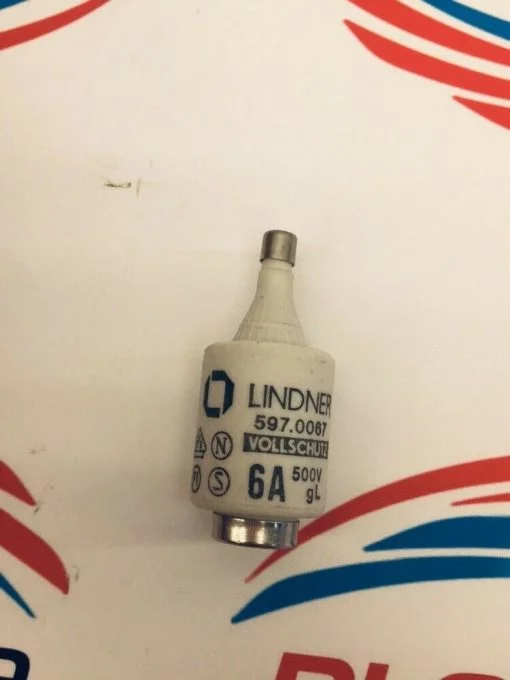 LINDNER
597.0067
VOLLSCHUTZ
N
S
6A 500V
gL